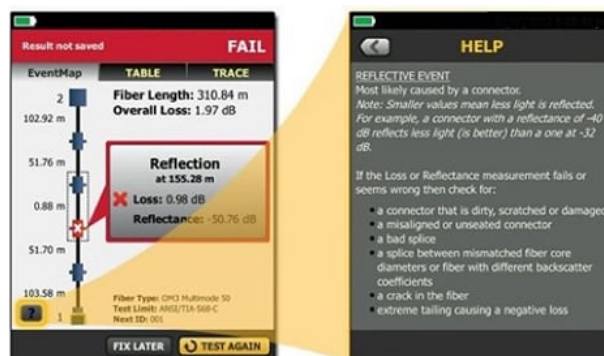 Result not saved FAIL
EventMap TABLE TRACE
2
Fiber Length: 310.84 m
Overall Loss: 1.97 dB
102.92 m
51.76 m
Reflection
at 155.28 m
Loss: 0.98 dB
Reflectance: -50.76 dB
0.88 m
51.70 m
103.58 m
Fiber Type: OM3 Multimode 50
Test Limit: ANSI/TIA-568-C
Next ID: 001
?
1
FIX LATER TEST AGAIN
HELP
REFLECTIVE EVENT
Most likely caused by a connector.
Note: Smaller values mean less light is reflected.
For example, a connector with a reflectance of -40
dB reflects less light (is better) than a one at -32
dB.
If the Loss or Reflectance measurement fails or
seems wrong then check for:
•a connector that is dirty, scratched or damaged
•a misaligned or unseated connector
•a bad splice
•a splice between mismatched fiber core
diameters or fiber with different backscatter
coefficients
•a crack in the fiber
•extreme tailing causing a negative loss